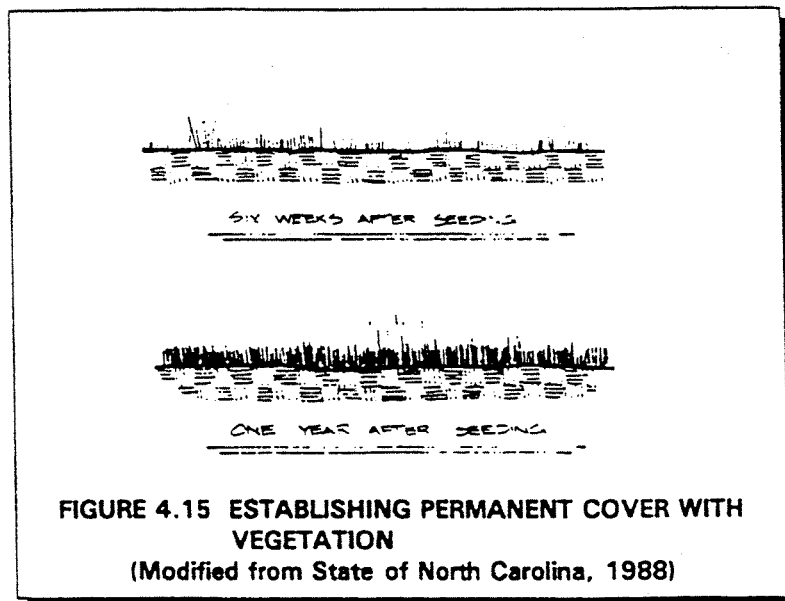 SIX WEEKS AFTER SEEDING
ONE YEAR AFTER SEEDING
FIGURE 4.15 ESTABLISHING PERMANENT COVER WITH
VEGETATION
(Modified from State of North Carolina, 1988)